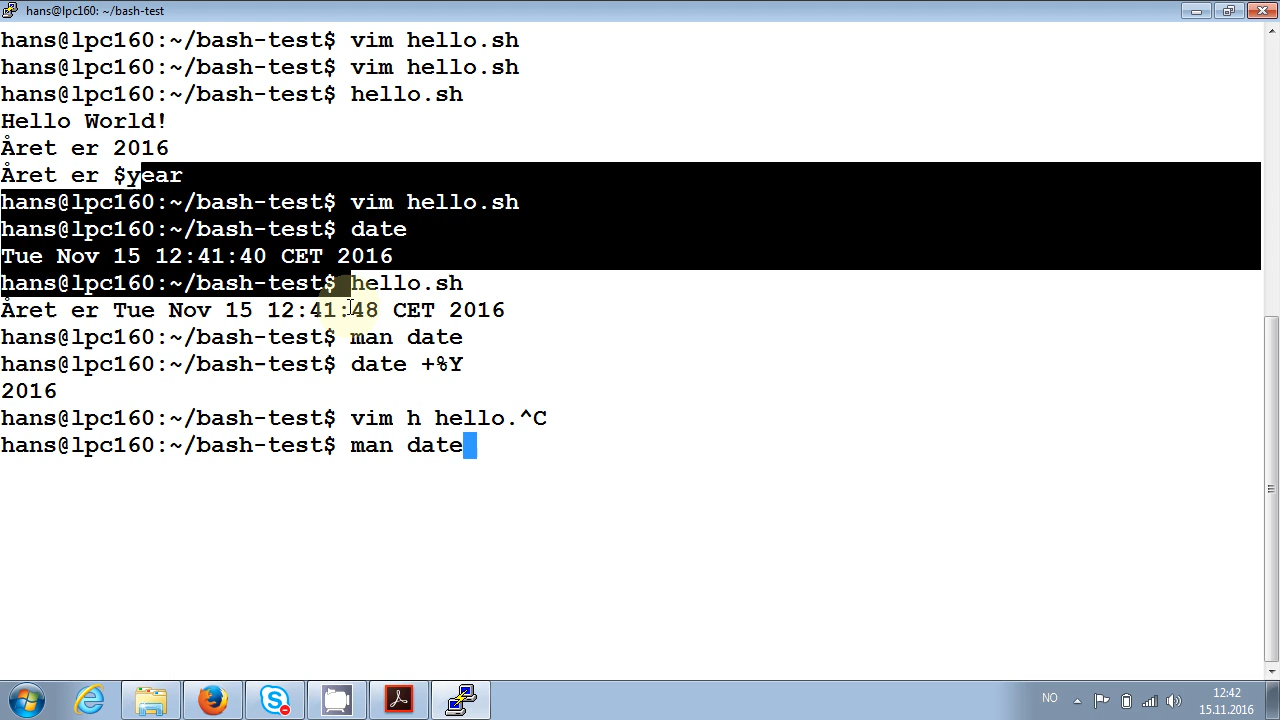 hans@lpc160: ~/bash-test
hans@lpc160:~/bash-test$ vim hello.sh
hans@lpc160:~/bash-test$ vim hello.sh
hans@lpc160:~/bash-test$ hello.sh
Hello World!
Året er 2016
Året er $year
hans@lpc160:~/bash-test$ vim hello.sh
hans@lpc160:~/bash-test$ date
Tue Nov 15 12:41:40 CET 2016
hans@lpc160:~/bash-test$ hello.sh
Året er Tue Nov 15 12:41:48 CET 2016
hans@lpc160:~/bash-test$ man date
hans@lpc160:~/bash-test$ date +%Y
2016
hans@lpc160:~/bash-test$ vim h hello.^C
hans@lpc160:~/bash-test$ man date
NO
12:42
15.11.2016